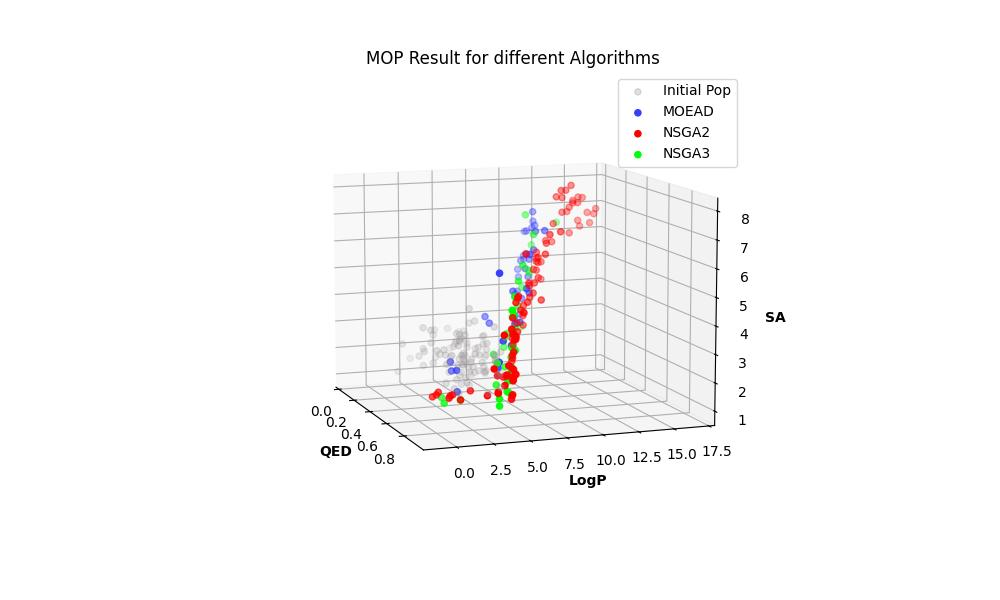 MOP Result for different Algorithms
Initial Pop
MOEAD
NSGA2
NSGA3
8
7
6
5
4
3
2
1
SA
0.0
0.2
0.4
0.6
0.8
QED
0.0
2.5
5.0
7.5
10.0
12.5
15.0
17.5
LogP